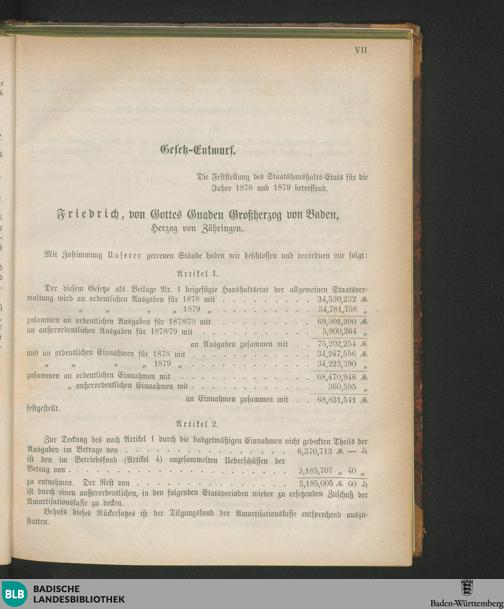 VII
Gesetz-Entwurf.
Die Feststellung des Staatshaushalts-Etats für die
Jahre 1878 und 1879 betreffend.
Friedrich, von Gottes Gnaden Großherzog von Baden,
Herzog von Zähringen.
Mit Zustimmung Unserer getreuen Stände haben wir beschlossen und verordnen wie folgt:
Artikel 1.
Der diesem Gesetze als Beilage Nr. 1 beigefügte Haushaltsetat der allgemeinen Staatsver-
waltung wird an ordentlichen Ausgaben für 1878 mit . . . . . . . . . . 34,520,232 ℳ
„ „ „ „ 1879 „ . . . . . . . . . . 34,781,758 „
zusammen an ordentlichen Ausgaben für 1878/79 mit . . . . . . . . . . 69,301,990 ℳ
an außerordentlichen Ausgaben für 1878/79 mit . . . . . . . . . . 5,900,264 „
an Ausgaben zusammen mit . . 75,202,254 ℳ
und an ordentlichen Einnahmen für 1878 mit . . . . . . . . . . 34,247,556 ℳ
„ „ „ „ 1879 „ . . . . . . . . . . 34,223,390 „
zusammen an ordentlichen Einnahmen mit . . . . . . . . . . 68,470,946 ℳ
„ außerordentlichen Einnahmen mit . . . . . . . . . . 360,595 „
an Einnahmen zusammen mit . . 68,831,541 ℳ
festgestellt.
Artikel 2.
Zur Deckung des nach Artikel 1 durch die budgetmäßigen Einnahmen nicht gedeckten Theils der
Ausgaben im Betrage von . . . . . . . . . . 6,370,713 ℳ — ₰
ist den im Betriebsfond (Artikel 4) angesammelten Ueberschüssen der
Betrag von . . . . . . . . . . 3,185,707 „ 40 „
zu entnehmen. Der Rest von . . . . . . . . . . 3,185,005 ℳ 60 ₰
ist durch einen außerordentlichen, in den folgenden Etatsperioden wieder zu ersetzenden Zuschuß der
Amortisationskasse zu decken.
Behufs dieses Rückersatzes ist der Tilgungsfond der Amortisationskasse entsprechend auszu-
statten.
BLB
BADISCHE
LANDESBIBLIOTHEK
Baden-Württemberg